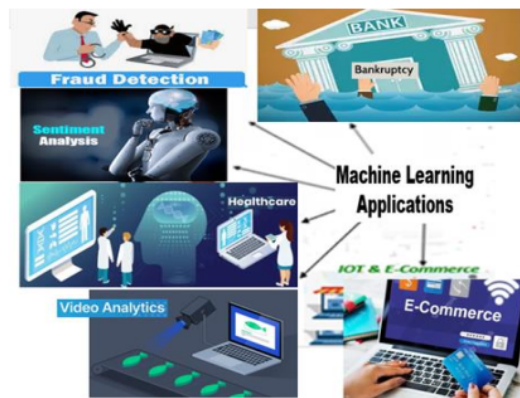 BANK
Bankruptcy
Fraud Detection
Sentiment
Analysis
Machine Learning
Applications
Healthcare
IOT & E-Commerce
Video Analytics
E-Commerce